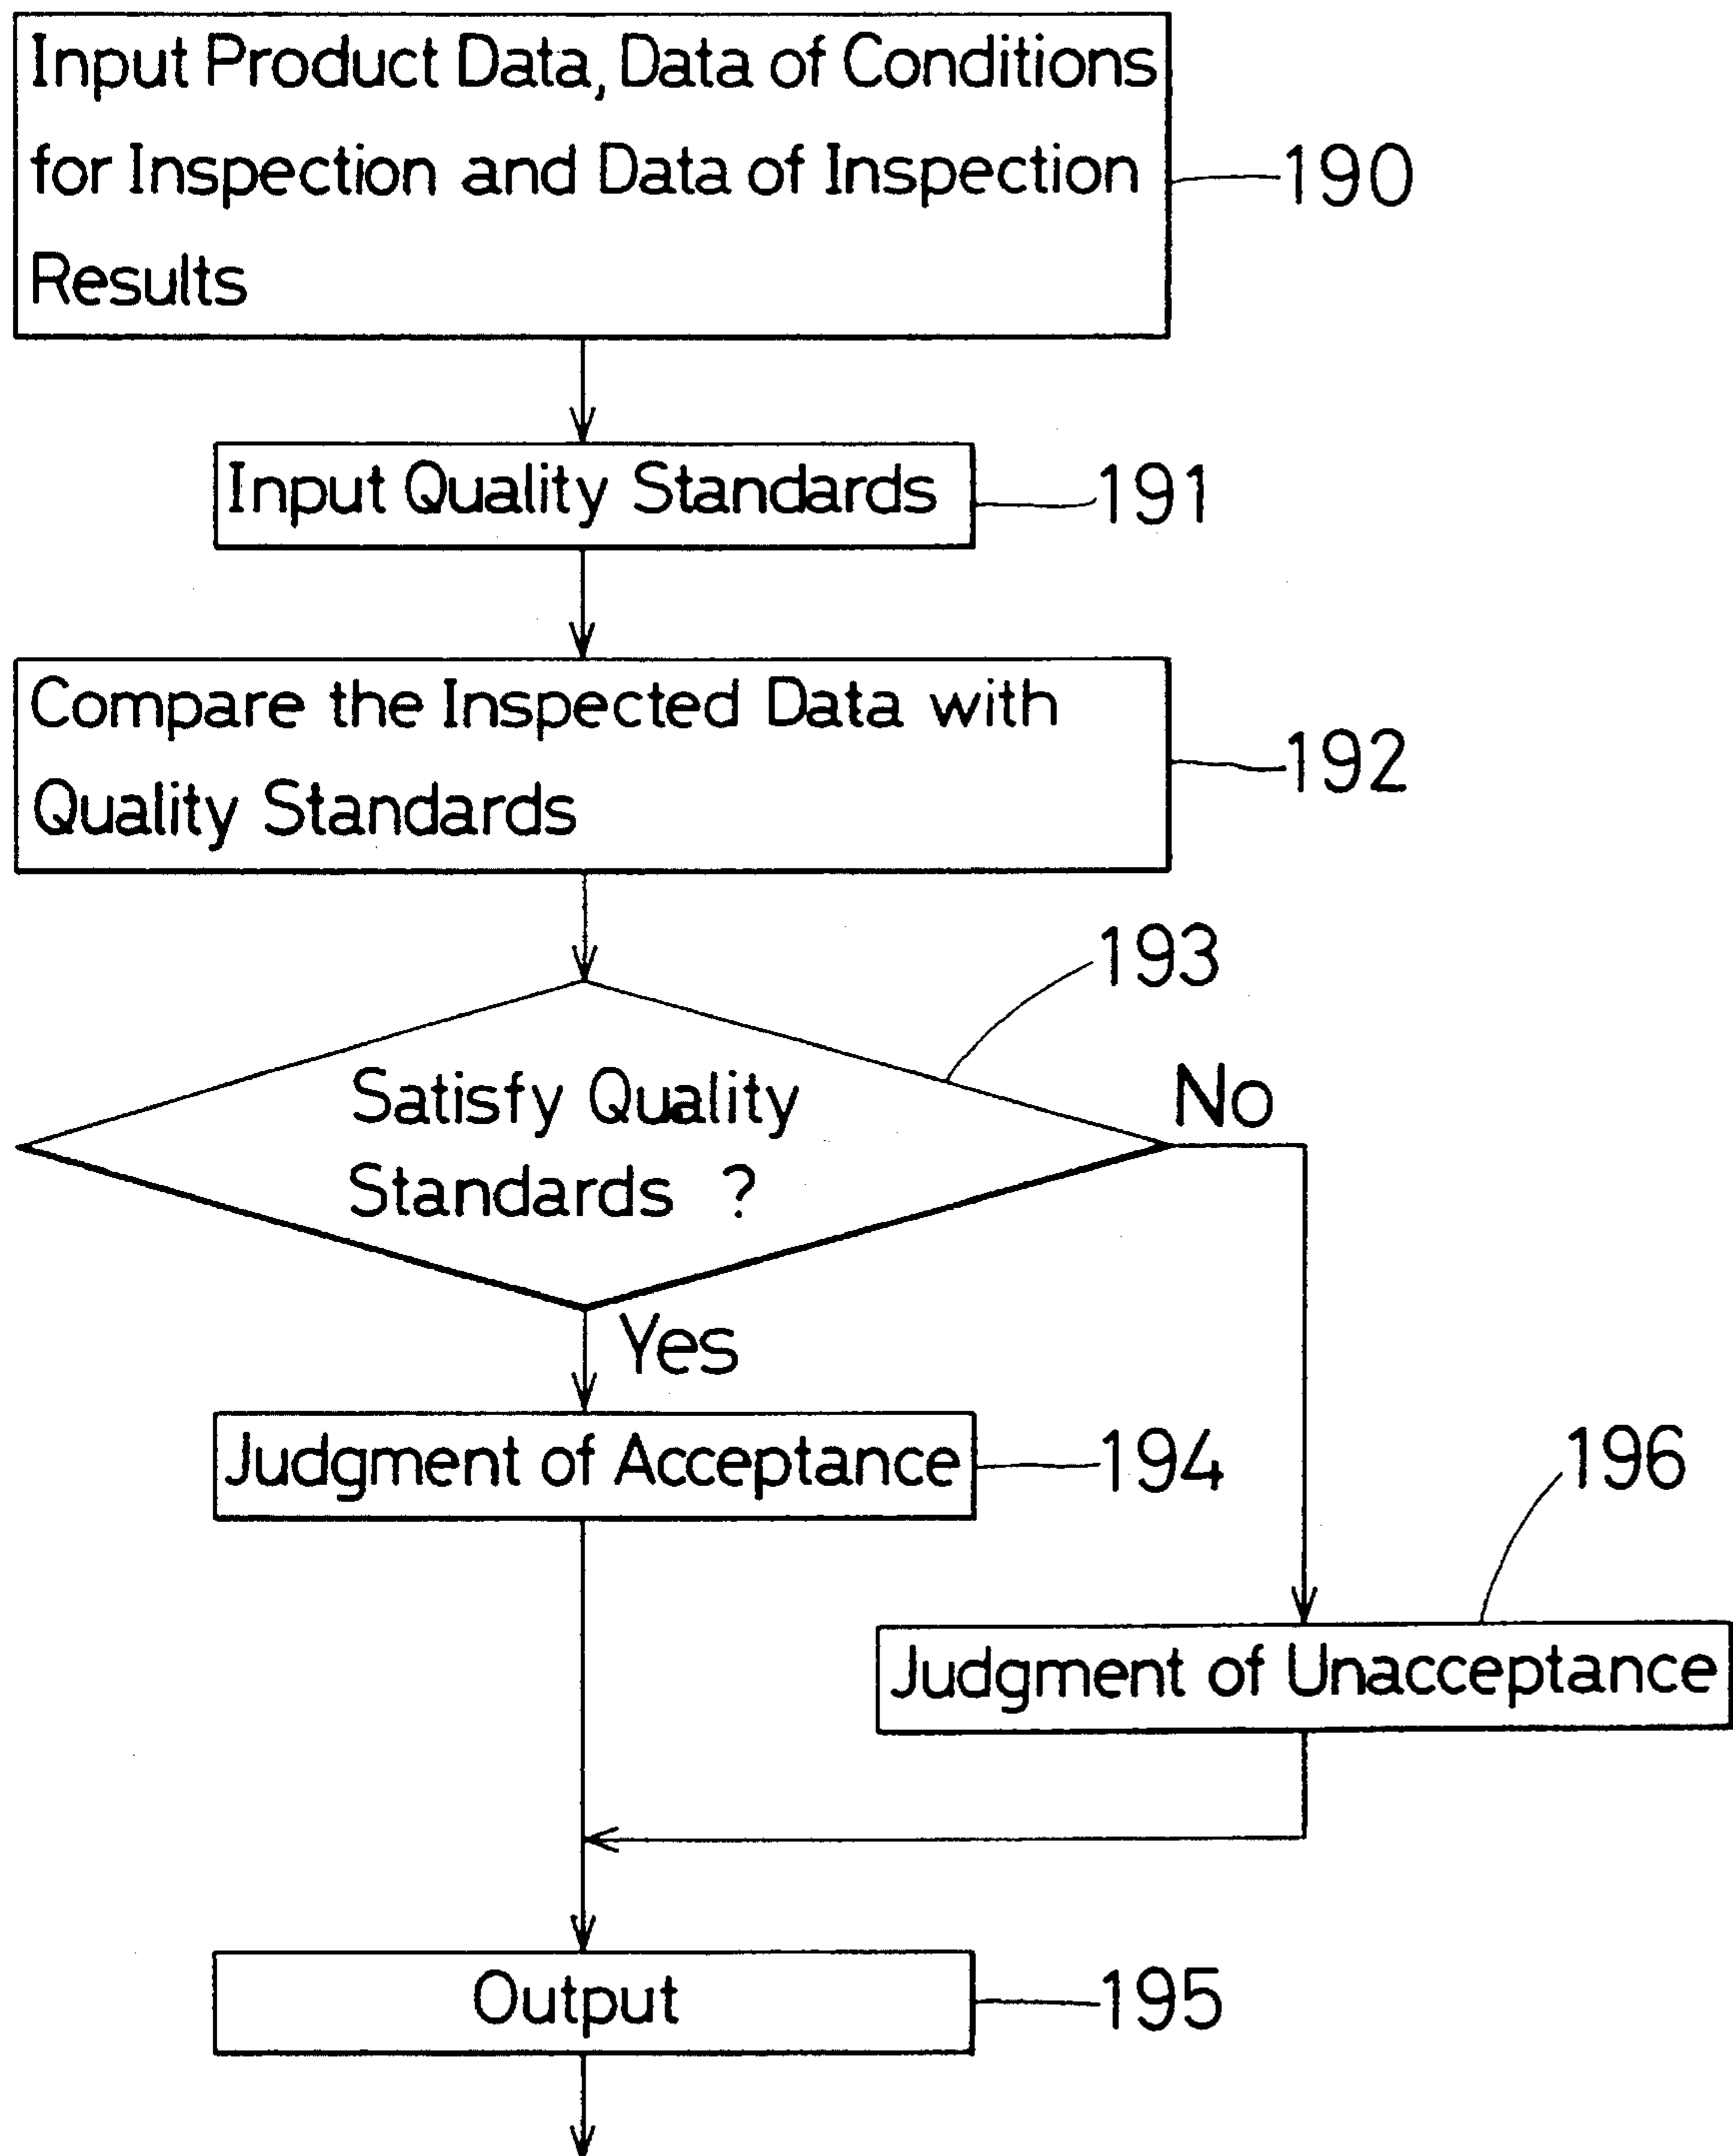 Input Product Data, Data of Conditions
for Inspection and Data of Inspection
Results
190
Input Quality Standards
191
Compare the Inspected Data with
Quality Standards
192
193
Satisfy Quality
Standards ?
No
Yes
Judgment of Acceptance
194
196
Judgment of Unacceptance
Output
195